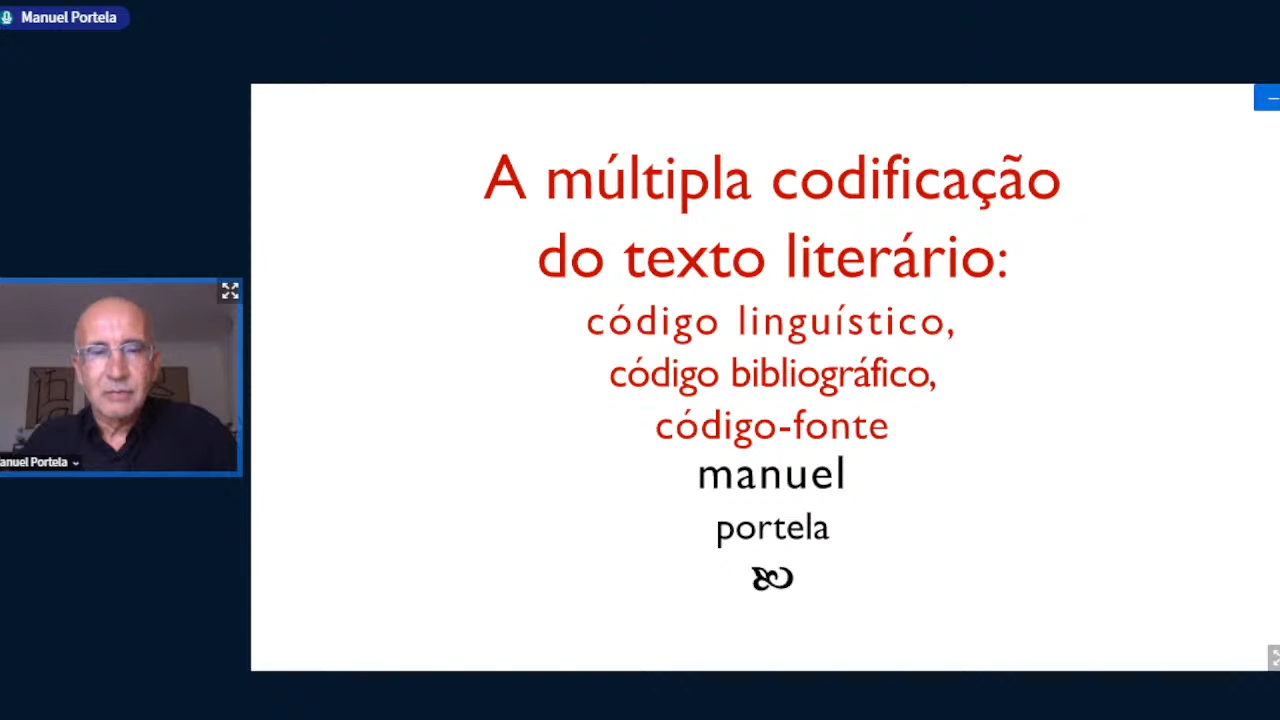 Manuel Portela
A múltipla codificação
do texto literário:
código linguístico,
código bibliográfico,
código-fonte
manuel
portela
anuel Portela